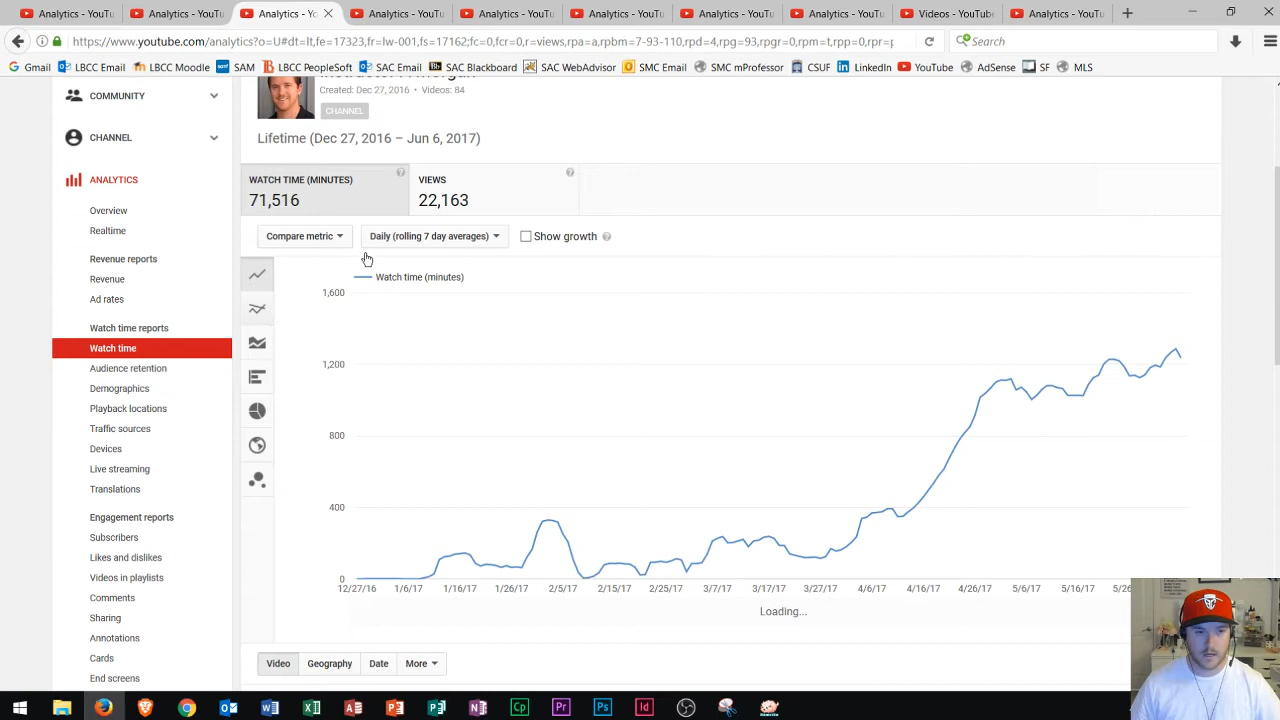 Analytics - YouTu
Analytics - YouTu
Analytics - YouT
Analytics - YouTu
Analytics - YouTu
Analytics - YouTu
Analytics - YouTu
Analytics - YouTu
Videos - YouTube
Analytics - YouTu
https://www.youtube.com/analytics?o=U#dt=lt,fe=17323,fr=lw-001,fs=17162;fc=0,fcr=0,r=views,rpa=a,rpbm=7-93-110,rpd=4,rpg=93,rpgr=0,rpm=t,rpp=0,rpr=
Search
Gmail
LBCC Email
LBCC Moodle
SAM
LBCC PeopleSoft
SAC Email
SAC Blackboard
SAC WebAdvisor
SMC Email
SMC mProfessor
CSUF
LinkedIn
YouTube
AdSense
SF
MLS
COMMUNITY
CHANNEL
ANALYTICS
Overview
Realtime
Revenue reports
Revenue
Ad rates
Watch time reports
Watch time
Audience retention
Demographics
Playback locations
Traffic sources
Devices
Live streaming
Translations
Engagement reports
Subscribers
Likes and dislikes
Videos in playlists
Comments
Sharing
Annotations
Cards
End screens
Created: Dec 27, 2016 • Videos: 84
CHANNEL
Lifetime (Dec 27, 2016 – Jun 6, 2017)
WATCH TIME (MINUTES)
71,516
VIEWS
22,163
Compare metric
Daily (rolling 7 day averages)
Show growth
Watch time (minutes)
1,600
1,200
800
400
0
12/27/16 1/6/17 1/16/17 1/26/17 2/5/17 2/15/17 2/25/17 3/7/17 3/17/17 3/27/17 4/6/17 4/16/17 4/26/17 5/6/17 5/16/17 5/26
Loading...
Video
Geography
Date
More